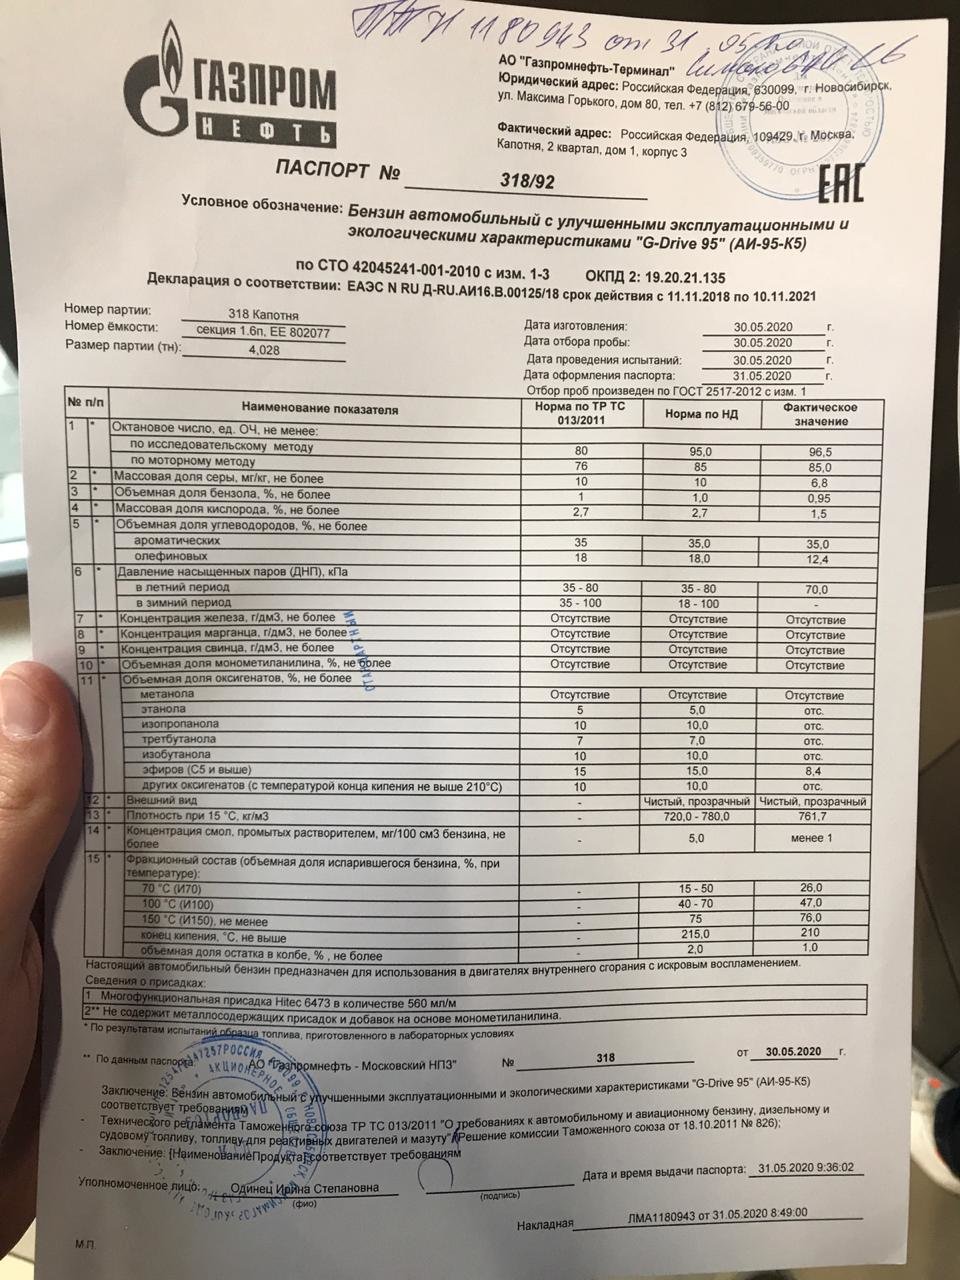 ТТН 1180943 от 31.05.20
ГАЗПРОМ
НЕФТЬ
АО "Газпромнефть-Терминал"
Юридический адрес: Российская Федерация, 630099, г. Новосибирск,
ул. Максима Горького, дом 80, тел. +7 (812) 679-56-00
Фактический адрес: Российская Федерация, 109429, г. Москва,
Капотня, 2 квартал, дом 1, корпус 3
EAC
ПАСПОРТ № 318/92
Условное обозначение: Бензин автомобильный с улучшенными эксплуатационными и
экологическими характеристиками "G-Drive 95" (АИ-95-К5)
по СТО 42045241-001-2010 с изм. 1-3 ОКПД 2: 19.20.21.135
Декларация о соответствии: ЕАЭС N RU Д-RU.АИ16.В.00125/18 срок действия с 11.11.2018 по 10.11.2021
Номер партии: 318 Капотня
Номер ёмкости: секция 1.6п, ЕЕ 802077
Размер партии (тн): 4,028
Дата изготовления: 30.05.2020 г.
Дата отбора пробы: 30.05.2020 г.
Дата проведения испытаний: 30.05.2020 г.
Дата оформления паспорта: 31.05.2020 г.
Отбор проб произведен по ГОСТ 2517-2012 с изм. 1
№ п/п Наименование показателя Норма по ТР ТС 013/2011 Норма по НД Фактическое значение
1 * Октановое число, ед. ОЧ, не менее:
по исследовательскому методу 80 95,0 96,5
по моторному методу 76 85 85,0
2 * Массовая доля серы, мг/кг, не более 10 10 6,8
3 * Объемная доля бензола, %, не более 1 1,0 0,95
4 * Массовая доля кислорода, %, не более 2,7 2,7 1,5
5 * Объемная доля углеводородов, %, не более
ароматических 35 35,0 35,0
олефиновых 18 18,0 12,4
6 * Давление насыщенных паров (ДНП), кПа
в летний период 35 - 80 35 - 80 70,0
в зимний период 35 - 100 18 - 100 -
7 * Концентрация железа, г/дм3, не более Отсутствие Отсутствие Отсутствие
8 * Концентрация марганца, г/дм3, не более Отсутствие Отсутствие Отсутствие
9 * Концентрация свинца, г/дм3, не более Отсутствие Отсутствие Отсутствие
10 * Объемная доля монометиланилина, %, не более Отсутствие Отсутствие Отсутствие
11 * Объемная доля оксигенатов, %, не более
метанола Отсутствие Отсутствие Отсутствие
этанола 5 5,0 отс.
изопропанола 10 10,0 отс.
третбутанола 7 7,0 отс.
изобутанола 10 10,0 отс.
эфиров (С5 и выше) 15 15,0 8,4
других оксигенатов (с температурой конца кипения не выше 210°С) 10 10,0 отс.
12 * Внешний вид - Чистый, прозрачный Чистый, прозрачный
13 * Плотность при 15 °С, кг/м3 - 720,0 - 780,0 761,7
14 * Концентрация смол, промытых растворителем, мг/100 см3 бензина, не
более - 5,0 менее 1
15 * Фракционный состав (объемная доля испарившегося бензина, %, при
температуре):
70 °С (И70) - 15 - 50 26,0
100 °С (И100) - 40 - 70 47,0
150 °С (И150), не менее - 75 76,0
конец кипения, °С, не выше - 215,0 210
объемная доля остатка в колбе, % , не более - 2,0 1,0
Настоящий автомобильный бензин предназначен для использования в двигателях внутреннего сгорания с искровым воспламенением.
Сведения о присадках:
1 Многофункциональная присадка Hitec 6473 в количестве 560 мл/м
2** Не содержит металлосодержащих присадок и добавок на основе монометиланилина.
* По результатам испытаний образца топлива, приготовленного в лабораторных условиях
** По данным паспорта: АО "Газпромнефть - Московский НПЗ" № 318 от 30.05.2020 г.
Заключение: Бензин автомобильный с улучшенными эксплуатационными и экологическими характеристиками "G-Drive 95" (АИ-95-К5)
соответствует требованиям
- Технического регламента Таможенного союза ТР ТС 013/2011 "О требованиях к автомобильному и авиационному бензину, дизельному и
судовому топливу, топливу для реактивных двигателей и мазуту" (Решение комиссии Таможенного союза от 18.10.2011 № 826);
- Заключение: [НаименованиеПродукта] соответствует требованиям
Уполномоченное лицо: Одинец Ирина Степановна
(фио)
(подпись)
Дата и время выдачи паспорта: 31.05.2020 9:36:02
Накладная ЛМА1180943 от 31.05.2020 8:49:00
М.П.